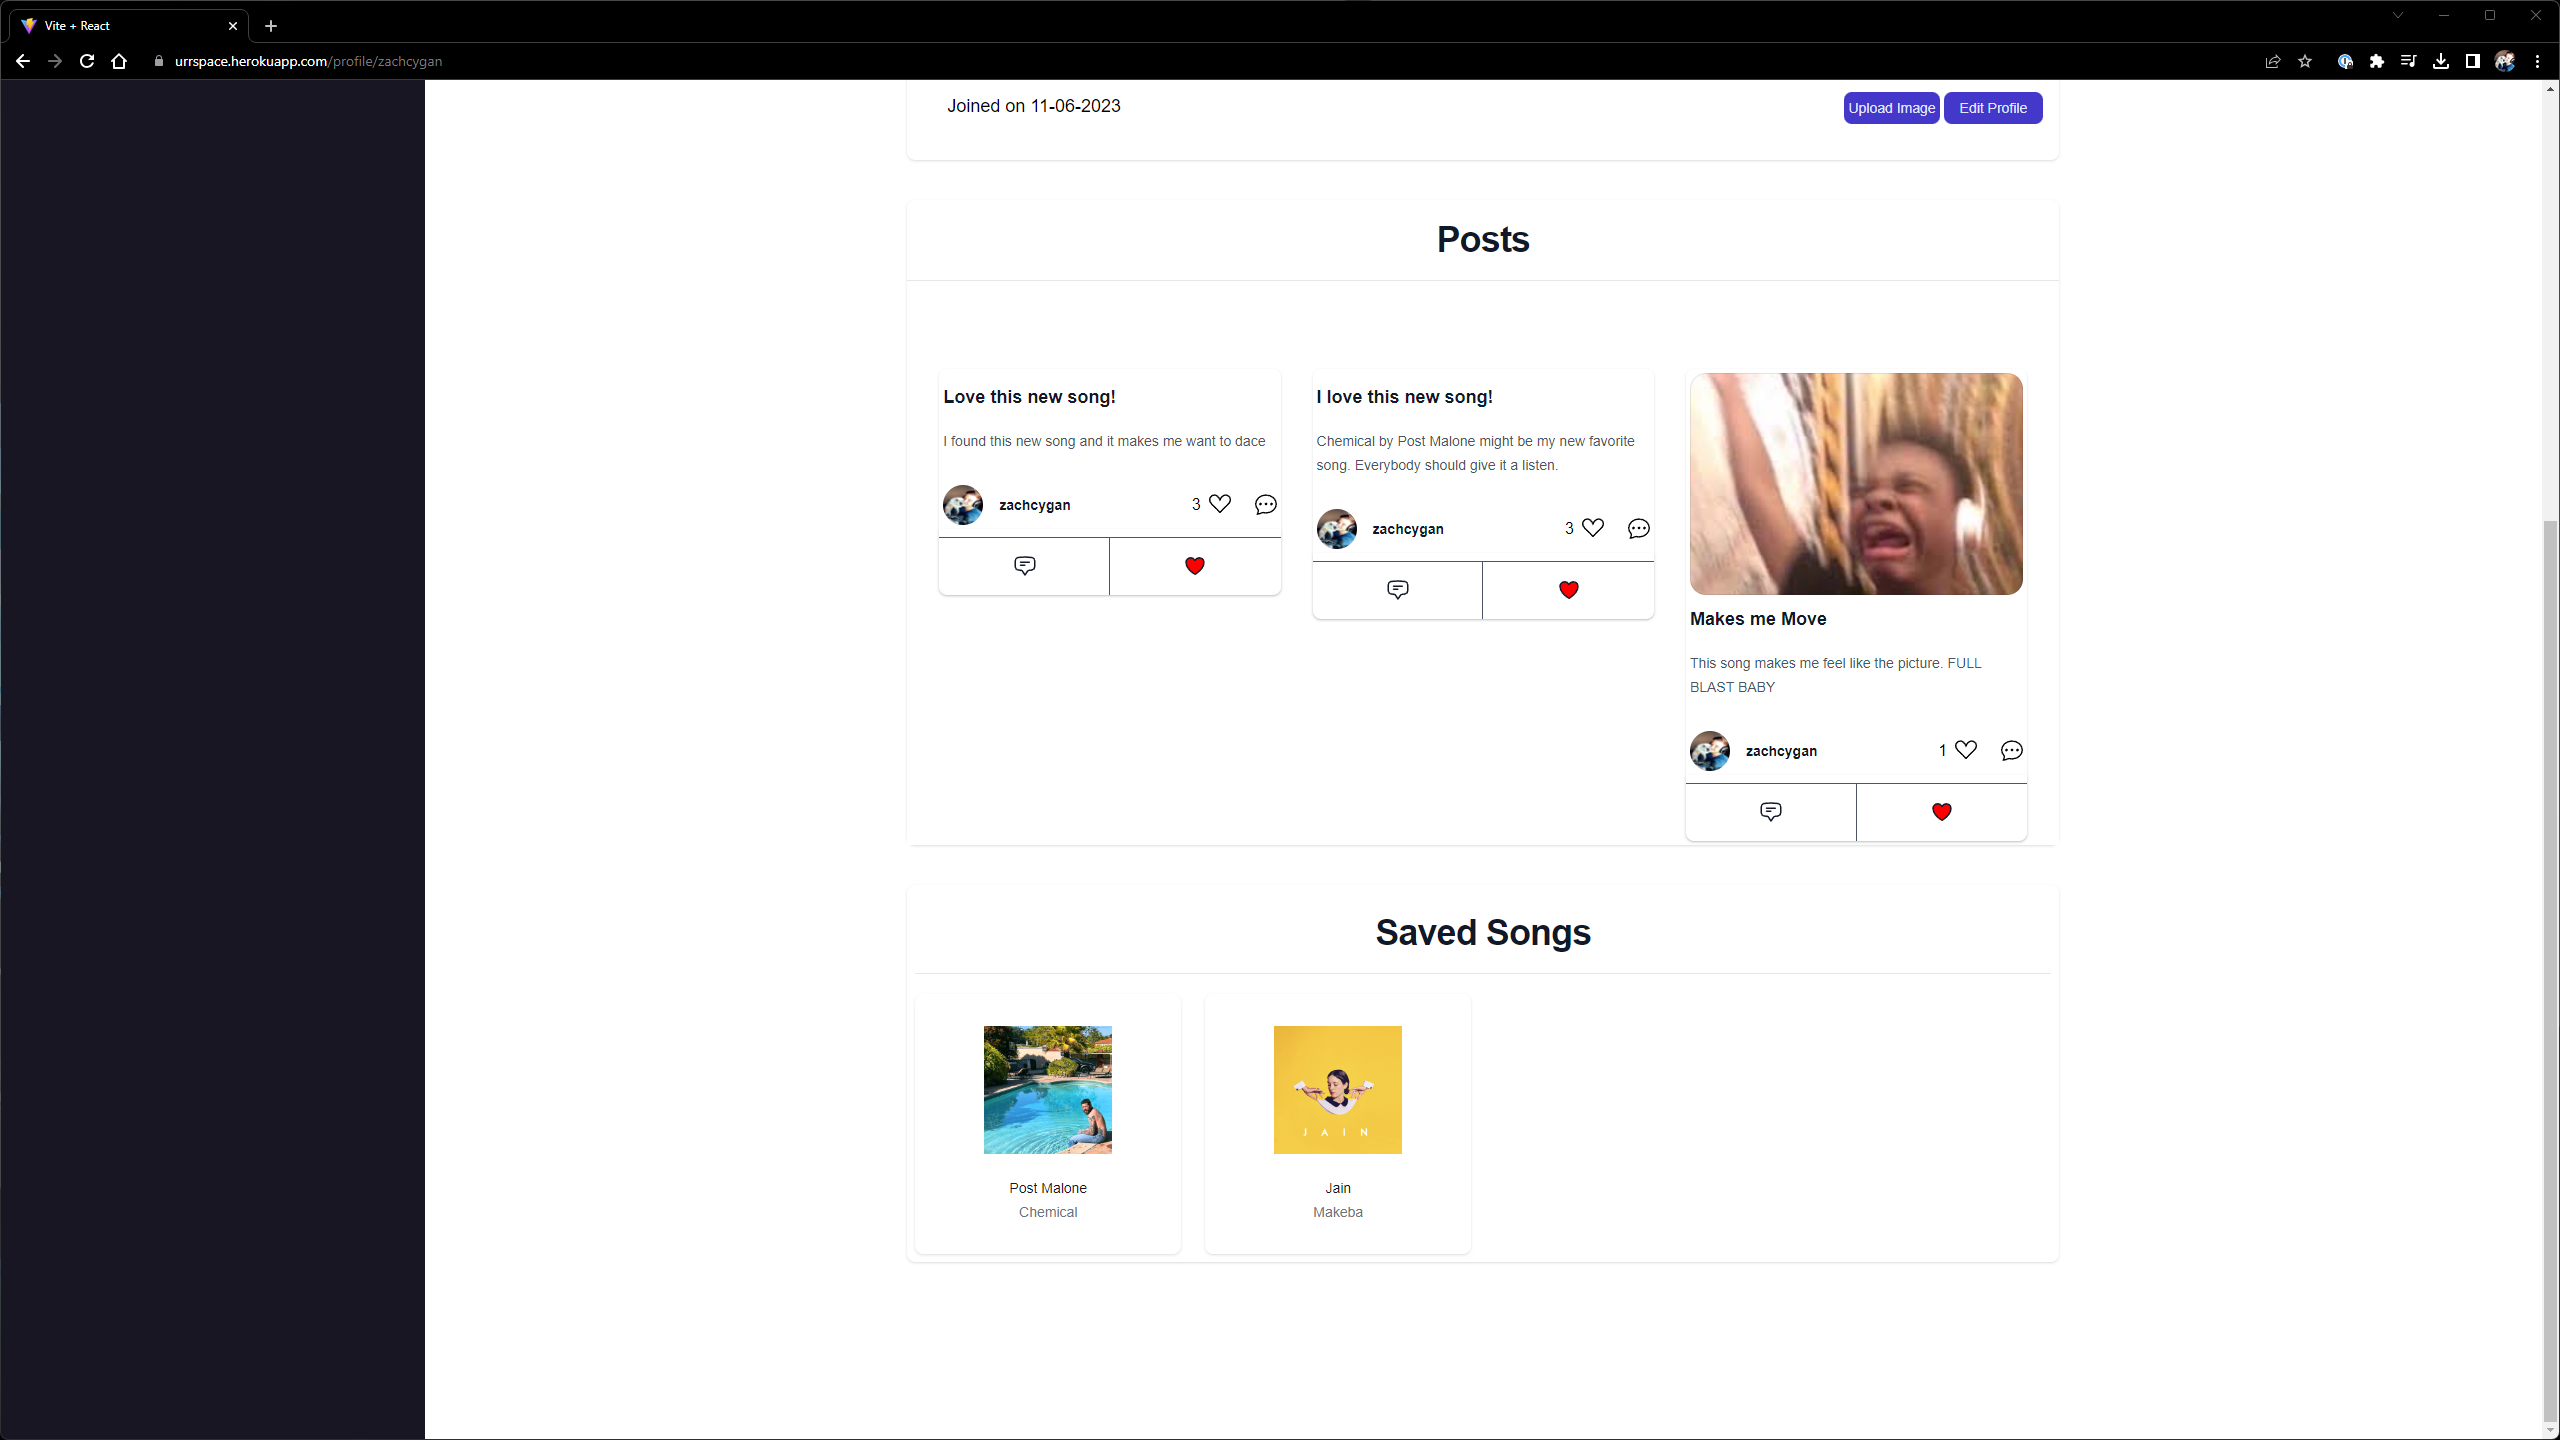 Vite + React
urrspace.herokuapp.com/profile/zachcygan
Joined on 11-06-2023
Upload Image
Edit Profile
Posts
Love this new song!
I found this new song and it makes me want to dace
zachcygan
3
I love this new song!
Chemical by Post Malone might be my new favorite
song. Everybody should give it a listen.
zachcygan
3
Makes me Move
This song makes me feel like the picture. FULL
BLAST BABY
zachcygan
1
Saved Songs
Post Malone
Chemical
JAIN
Jain
Makeba